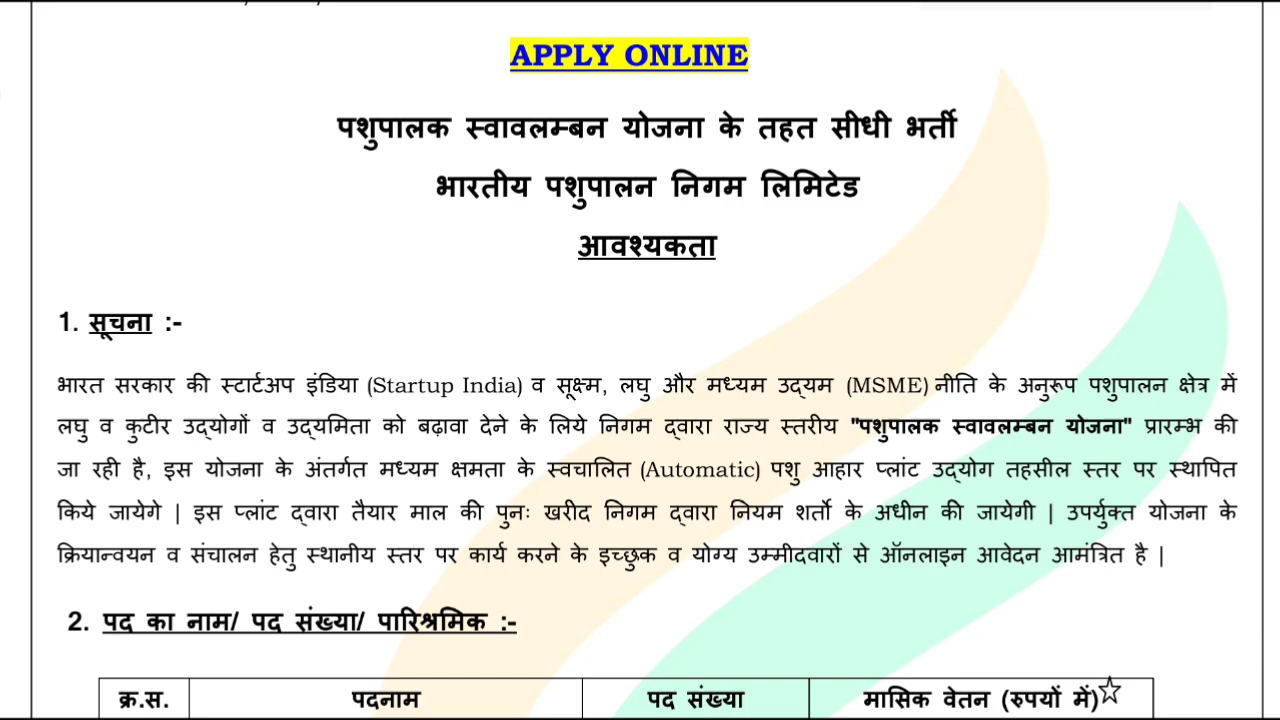 APPLY ONLINE
पशुपालक स्वावलम्बन योजना के तहत सीधी भर्ती
भारतीय पशुपालन निगम लिमिटेड
आवश्यकता
1. सूचना :-
भारत सरकार की स्टार्टअप इंडिया (Startup India) व सूक्ष्म, लघु और मध्यम उद्यम (MSME) नीति के अनुरूप पशुपालन क्षेत्र में
लघु व कुटीर उद्योगों व उद्यमिता को बढ़ावा देने के लिये निगम द्वारा राज्य स्तरीय "पशुपालक स्वावलम्बन योजना" प्रारम्भ की
जा रही है, इस योजना के अंतर्गत मध्यम क्षमता के स्वचालित (Automatic) पशु आहार प्लांट उद्योग तहसील स्तर पर स्थापित
किये जायेगे | इस प्लांट द्वारा तैयार माल की पुनः खरीद निगम द्वारा नियम शर्तो के अधीन की जायेगी | उपर्युक्त योजना के
क्रियान्वयन व संचालन हेतु स्थानीय स्तर पर कार्य करने के इच्छुक व योग्य उम्मीदवारों से ऑनलाइन आवेदन आमंत्रित है |
2. पद का नाम/ पद संख्या/ पारिश्रमिक :-
क्र.स. पदनाम पद संख्या मासिक वेतन (रुपयों में)☆